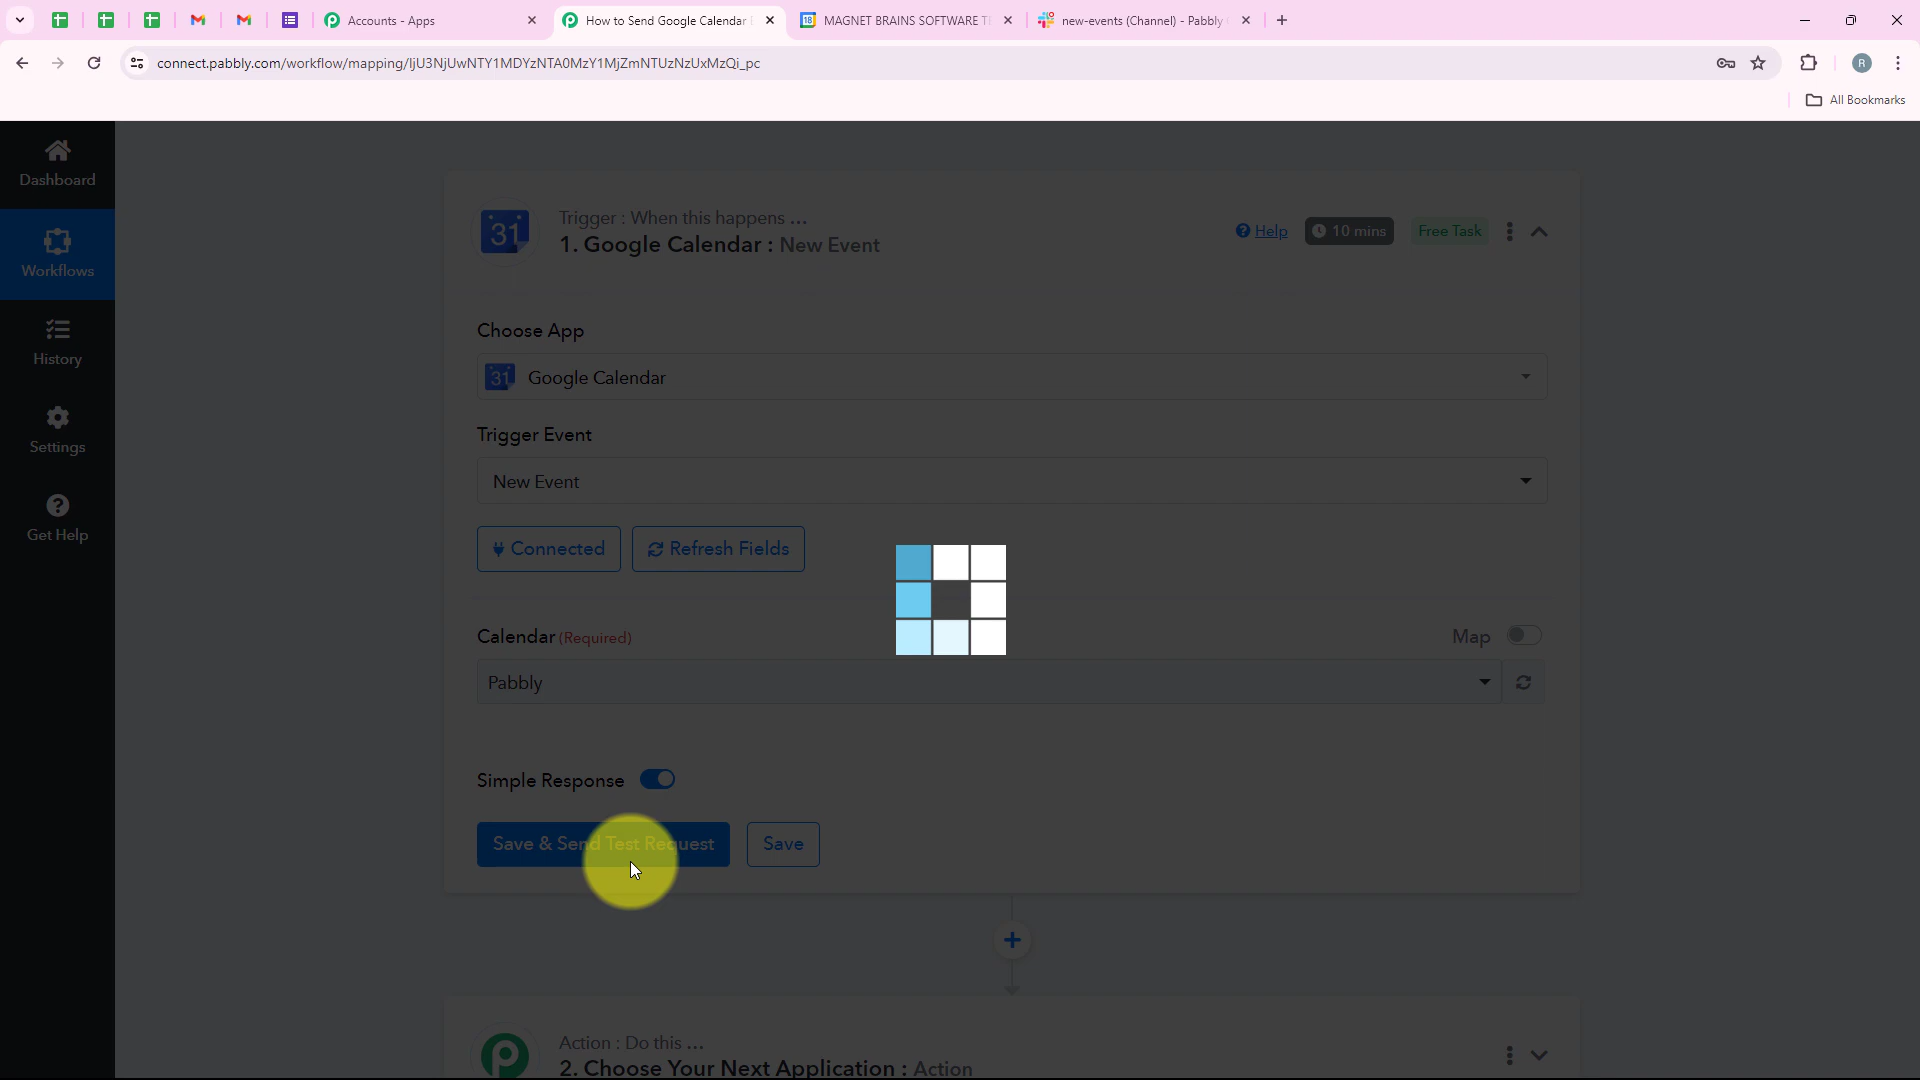 Accounts - Apps
How to Send Google Calendar
MAGNET BRAINS SOFTWARE TE
new-events (Channel) - Pabbly
connect.pabbly.com/workflow/mapping/IjU3NjUwNTY1MDYzNTA0MzY1MjZmNTUzNzUxMzQi_pc
R
All Bookmarks
Dashboard
Workflows
History
Settings
Get Help
Trigger : When this happens ...
31
1. Google Calendar : New Event
Help
10 mins
Free Task
Choose App
31
Google Calendar
Trigger Event
New Event
Connected
Refresh Fields
Calendar (Required)
Map
Pabbly
Simple Response
Save & Send Test Request
Save
Action : Do this ...
2. Choose Your Next Application : Action